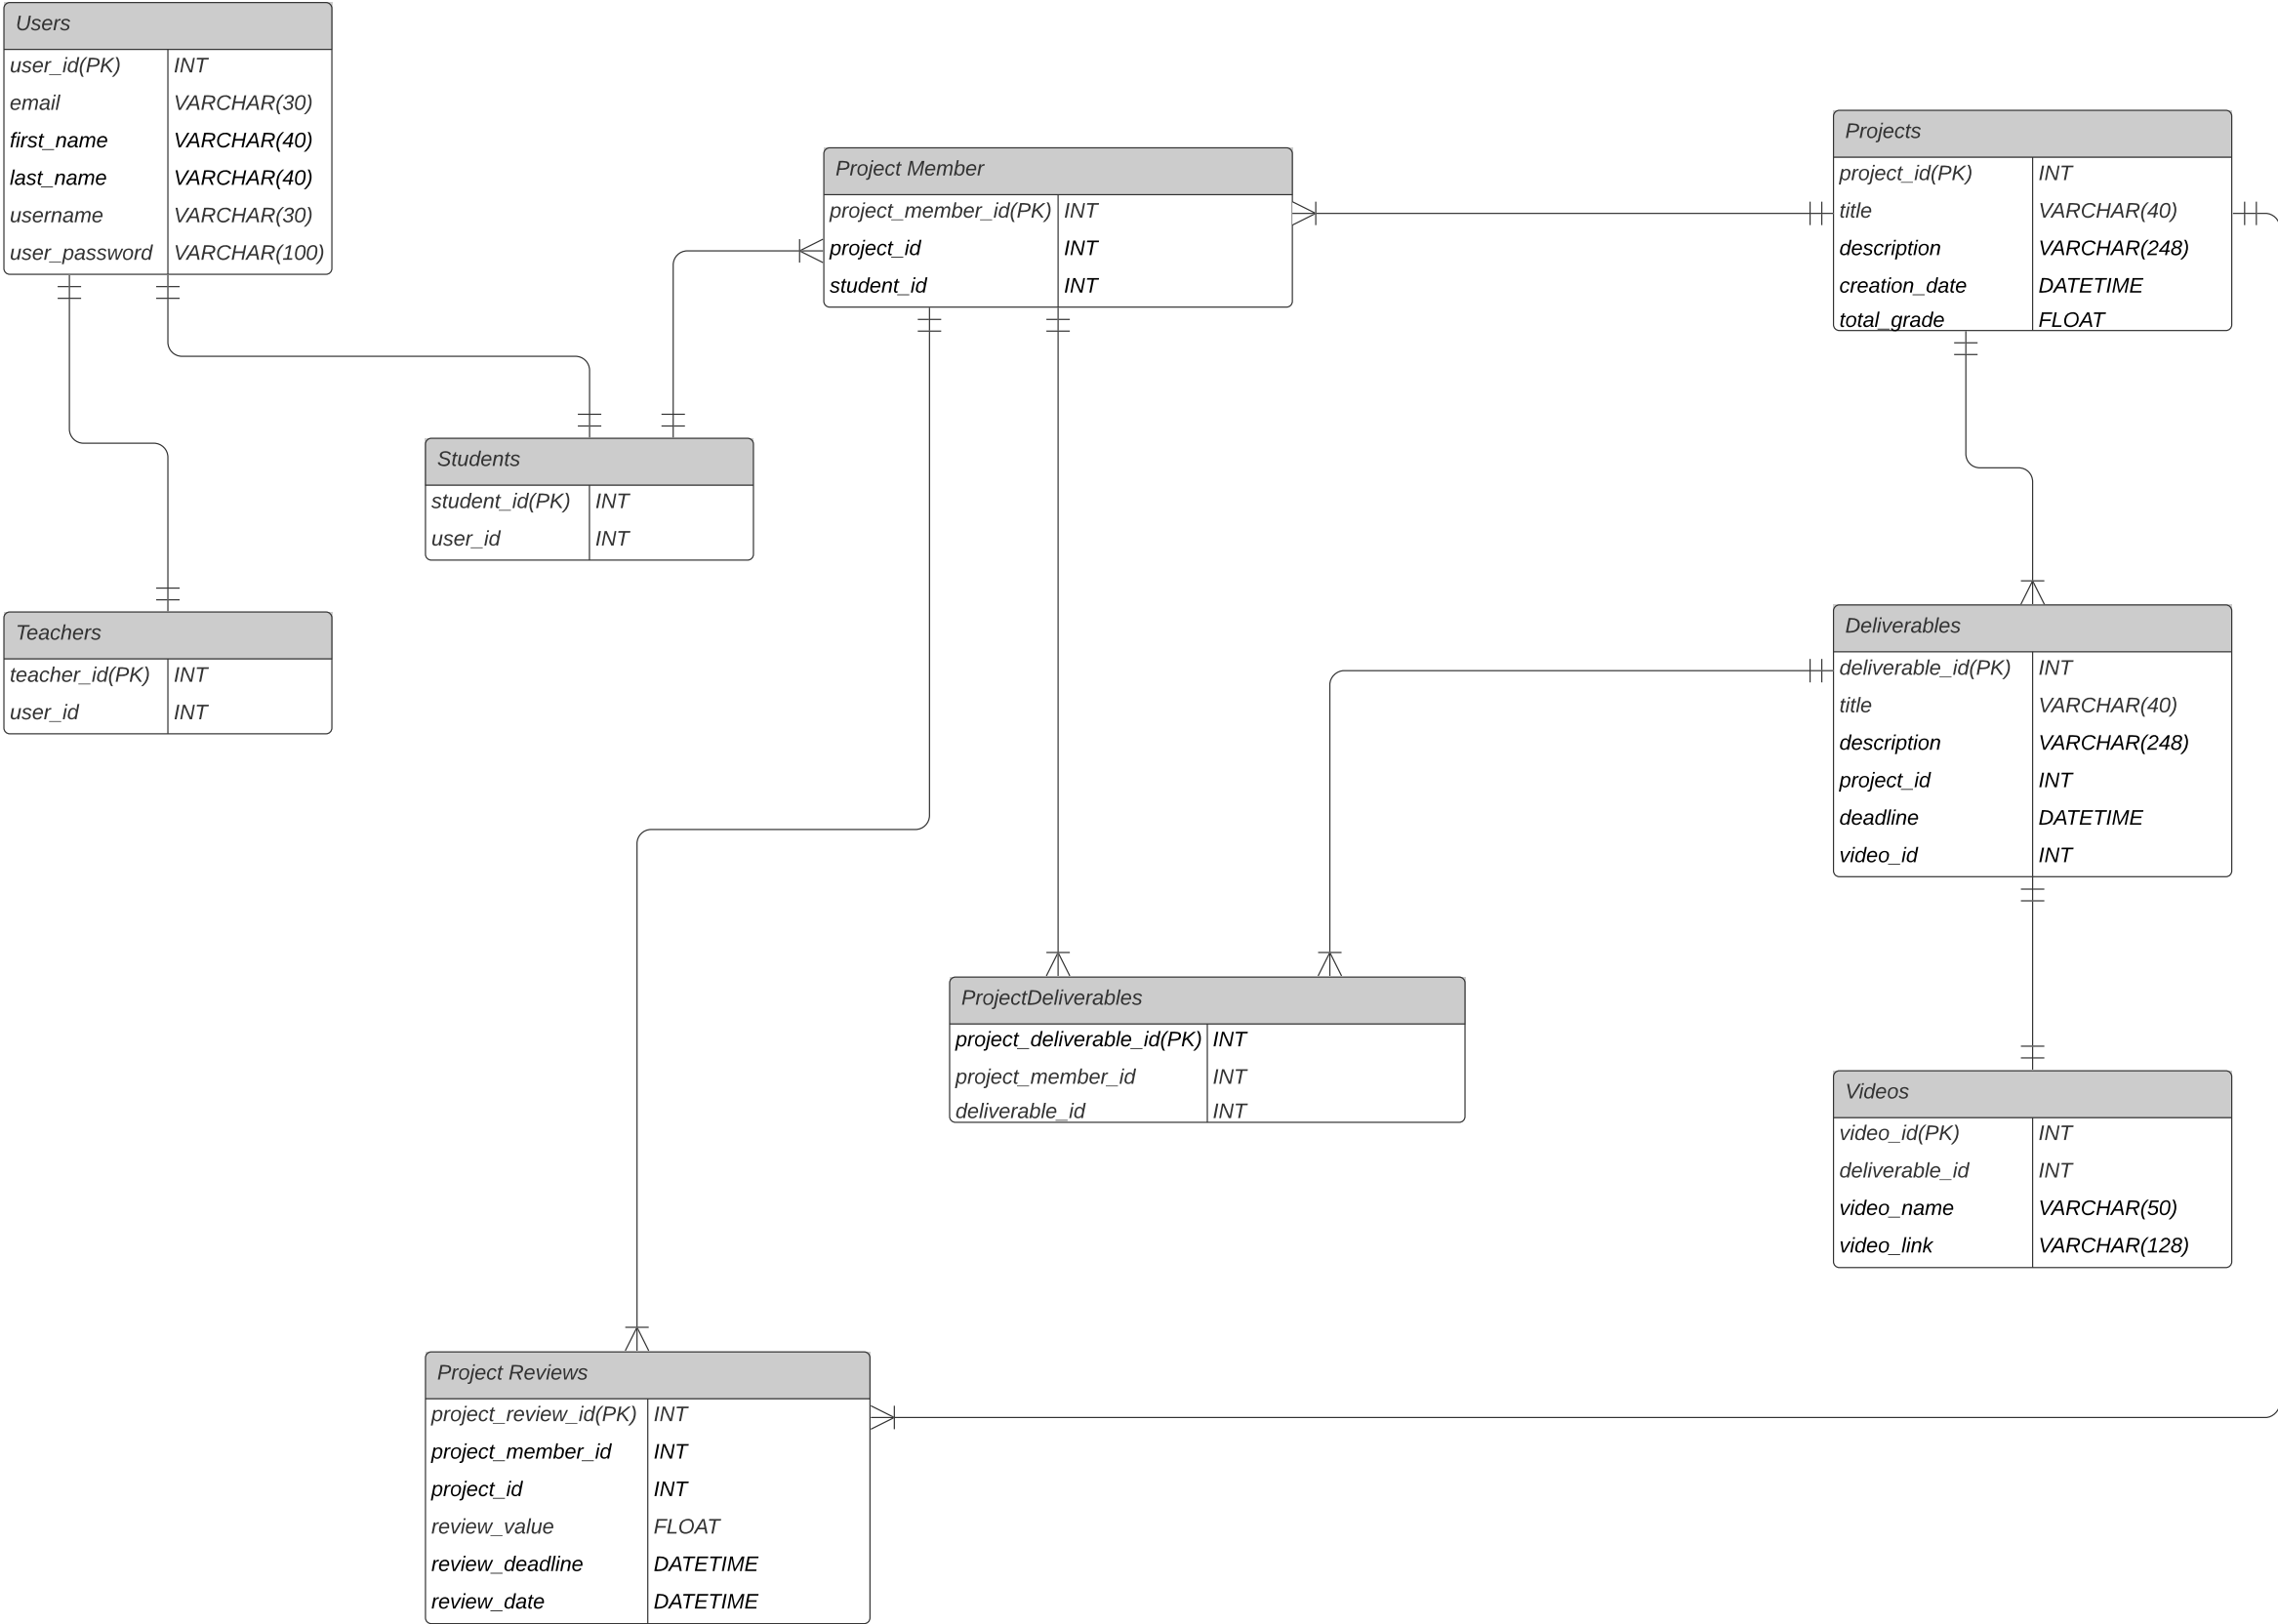 Users
user_id(PK) INT
email VARCHAR(30)
first_name VARCHAR(40)
last_name VARCHAR(40)
username VARCHAR(30)
user_password VARCHAR(100)
Project Member
project_member_id(PK) INT
project_id INT
student_id INT
Projects
project_id(PK) INT
title VARCHAR(40)
description VARCHAR(248)
creation_date DATETIME
total_grade FLOAT
Students
student_id(PK) INT
user_id INT
Teachers
teacher_id(PK) INT
user_id INT
Deliverables
deliverable_id(PK) INT
title VARCHAR(40)
description VARCHAR(248)
project_id INT
deadline DATETIME
video_id INT
ProjectDeliverables
project_deliverable_id(PK) INT
project_member_id INT
deliverable_id INT
Videos
video_id(PK) INT
deliverable_id INT
video_name VARCHAR(50)
video_link VARCHAR(128)
Project Reviews
project_review_id(PK) INT
project_member_id INT
project_id INT
review_value FLOAT
review_deadline DATETIME
review_date DATETIME